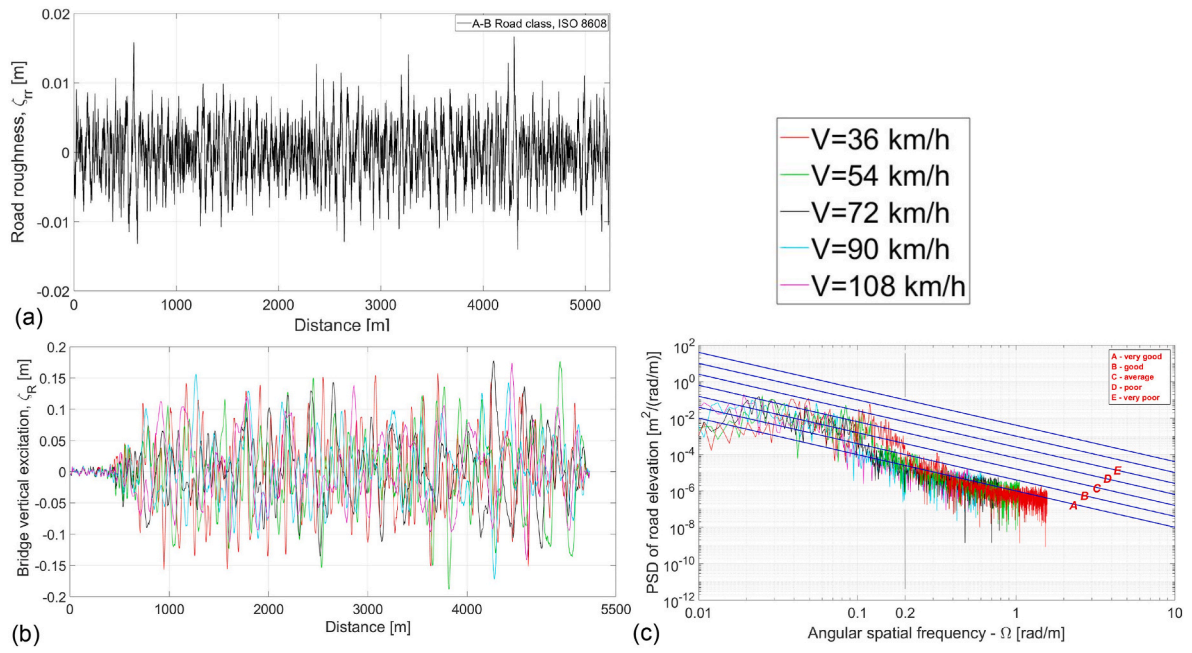 0.02
0.01
0
-0.01
-0.02
Road roughness, ζrr [m]
A-B Road class, ISO 8608
0 1000 2000 3000 4000 5000
Distance [m]
(a)
V=36 km/h
V=54 km/h
V=72 km/h
V=90 km/h
V=108 km/h
0.2
0.15
0.1
0.05
0
-0.05
-0.1
-0.15
-0.2
Bridge vertical excitation, ζR [m]
0 1000 2000 3000 4000 5500
Distance [m]
(b)
10^2
10^0
10^-2
10^-4
10^-6
10^-8
10^-10
10^-12
PSD of road elevation [m^2/(rad/m)]
A - very good
B - good
C - average
D - poor
E - very poor
E
D
C
B
A
0.01 0.1 0.2 1 10
Angular spatial frequency - Ω [rad/m]
(c)